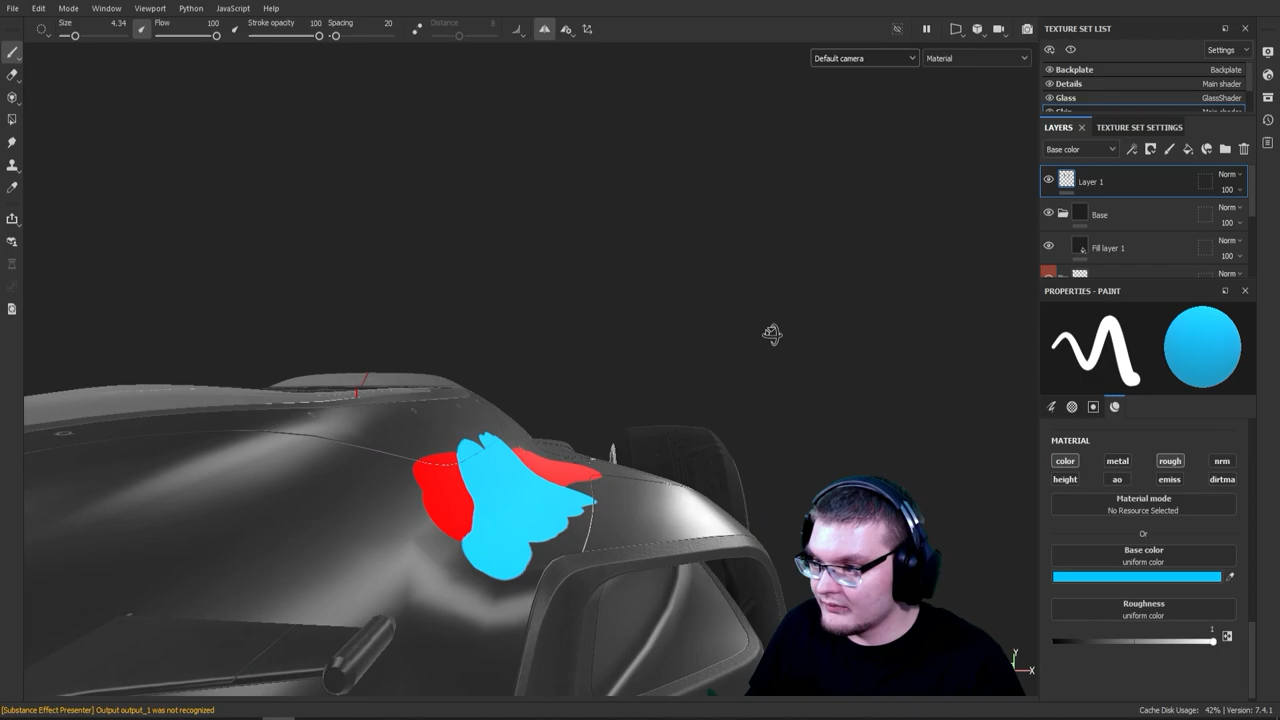 File Edit Mode Window Viewport Python JavaScript Help
Size 4.34 Flow 100 Stroke opacity 100 Spacing 20 Distance 8
Default camera Material
TEXTURE SET LIST
Settings
Backplate Backplate
Details Main shader
Glass GlassShader
LAYERS TEXTURE SET SETTINGS
Base color
Layer 1 Norm 100
Base Norm 100
Fill layer 1 Norm 100
Norm
PROPERTIES - PAINT
MATERIAL
color metal rough nrm
height ao emiss dirtma
Material mode
No Resource Selected
Or
Base color
uniform color
Roughness
uniform color
1
Y
X
[Substance Effect Presenter] Output output_1 was not recognized
Cache Disk Usage: 42% | Version: 7.4.1